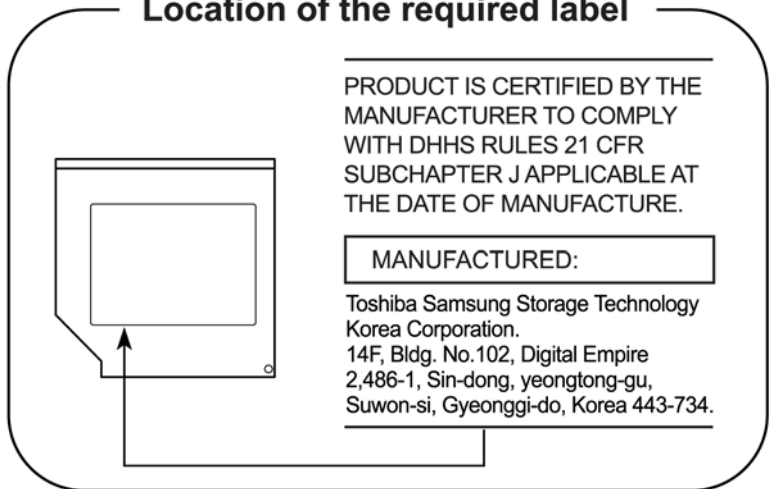 Location of the required label
PRODUCT IS CERTIFIED BY THE
MANUFACTURER TO COMPLY
WITH DHHS RULES 21 CFR
SUBCHAPTER J APPLICABLE AT
THE DATE OF MANUFACTURE.
MANUFACTURED:
Toshiba Samsung Storage Technology
Korea Corporation.
14F, Bldg. No.102, Digital Empire
2,486-1, Sin-dong, yeongtong-gu,
Suwon-si, Gyeonggi-do, Korea 443-734.